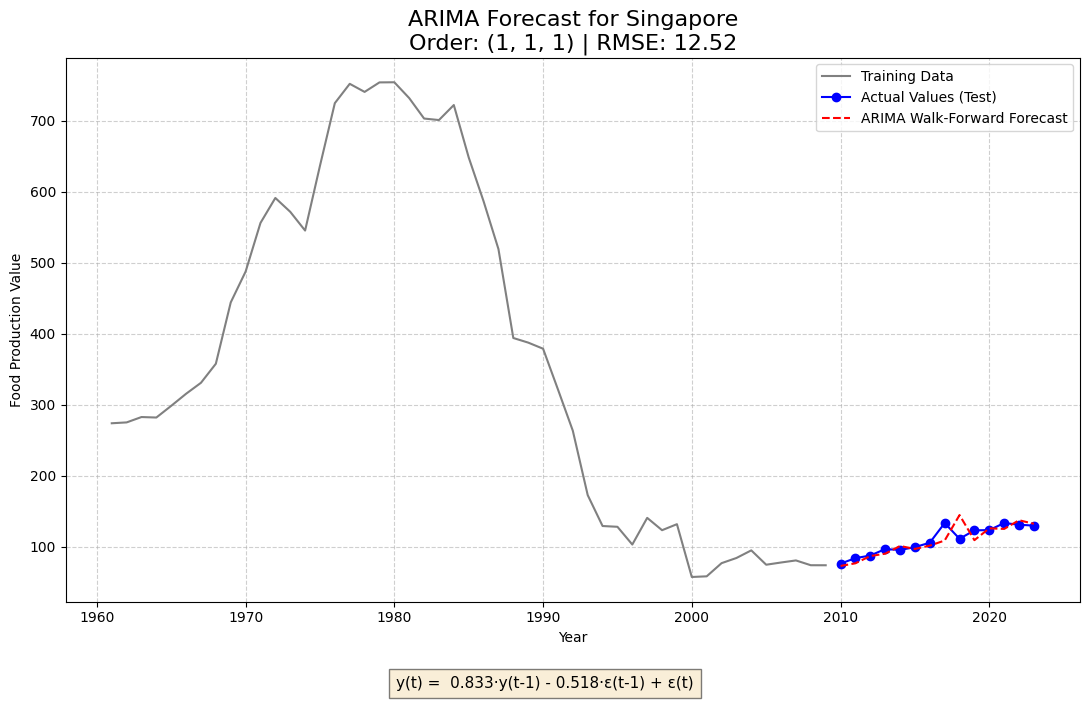 ARIMA Forecast for Singapore
Order: (1, 1, 1) | RMSE: 12.52
Training Data
Actual Values (Test)
ARIMA Walk-Forward Forecast
Food Production Value
700
600
500
400
300
200
100
1960 1970 1980 1990 2000 2010 2020
Year
y(t) = 0.833·y(t-1) - 0.518·ε(t-1) + ε(t)